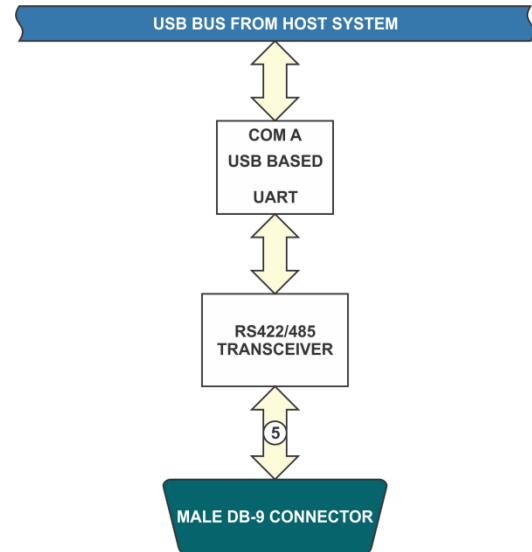 USB BUS FROM HOST SYSTEM
COM A
USB BASED
UART
RS422/485
TRANSCEIVER
5
MALE DB-9 CONNECTOR